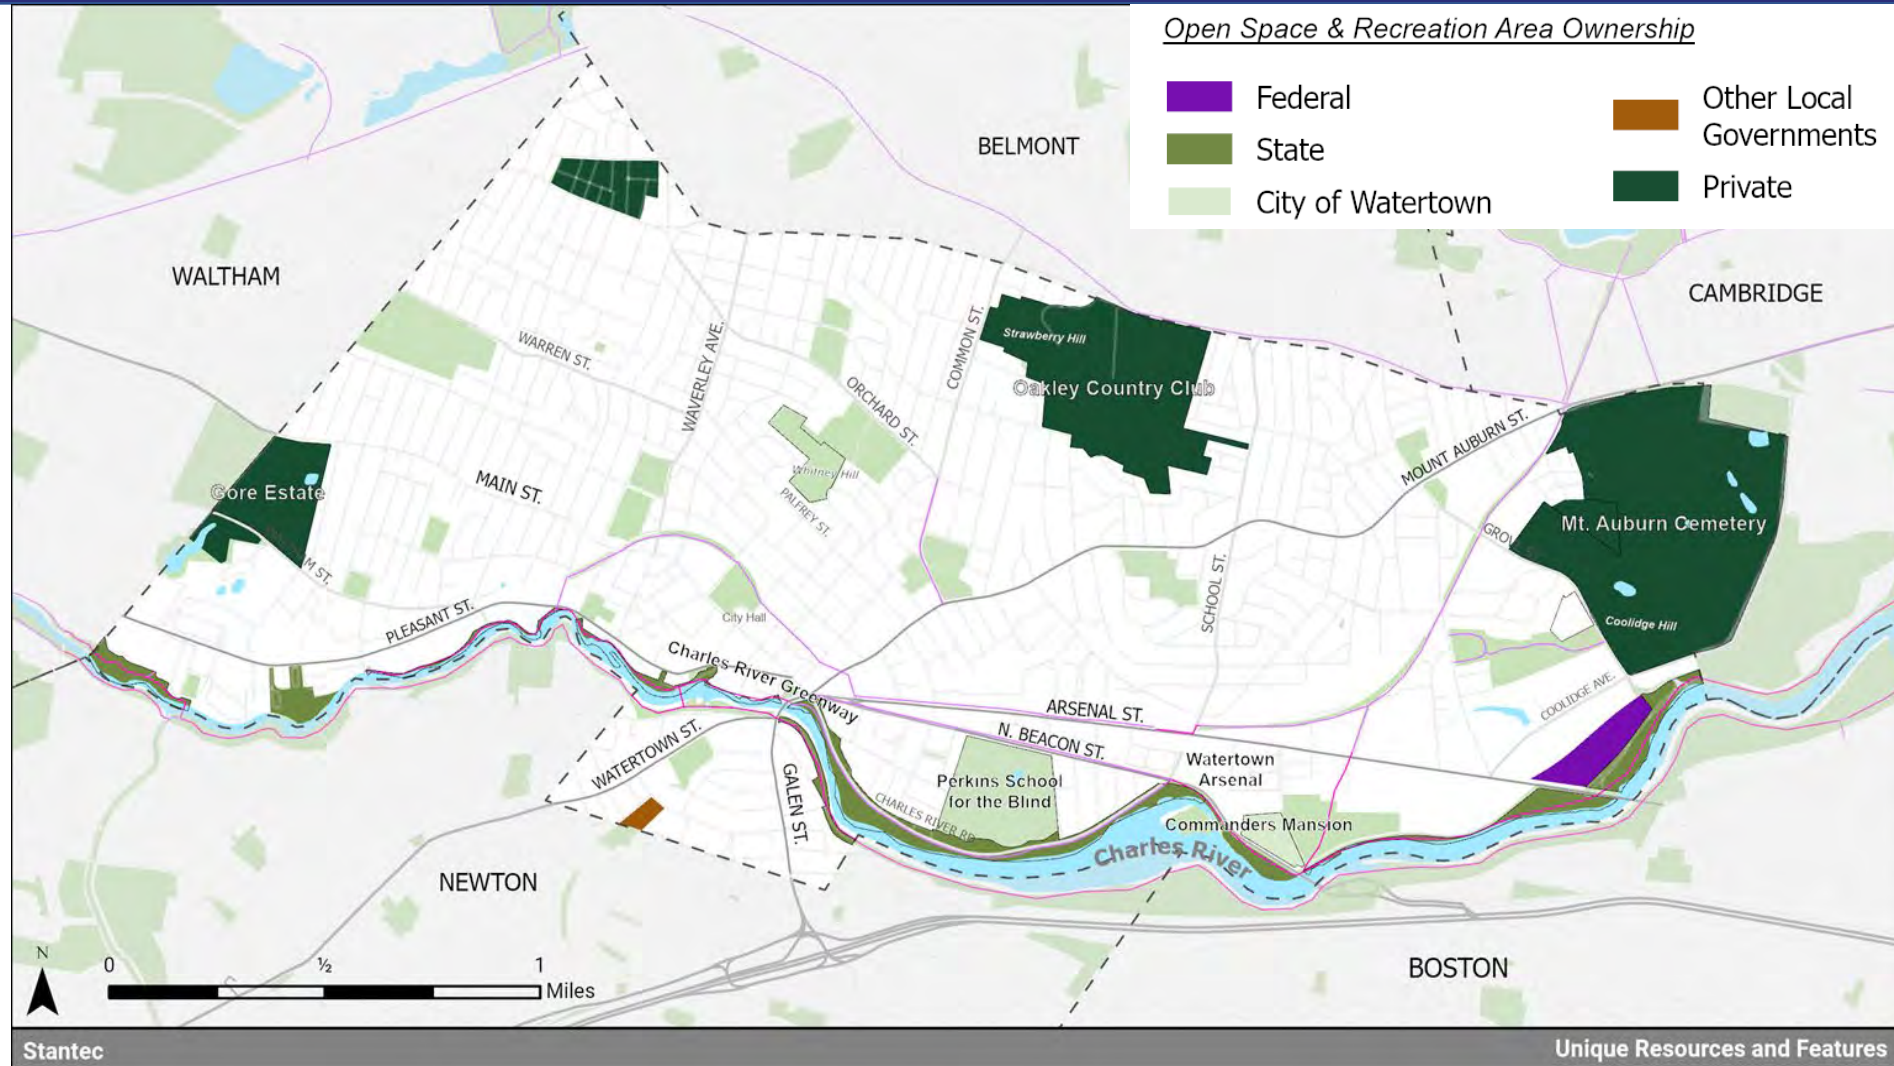 Open Space & Recreation Area Ownership
Federal
State
City of Watertown
Other Local
Governments
Private
BELMONT
WALTHAM
CAMBRIDGE
WARREN ST.
WAVERLEY AVE.
COMMON ST.
Strawberry Hill
Oakley Country Club
ORCHARD ST.
MOUNT AUBURN ST.
Whitney Hill
PALFREY ST.
MAIN ST.
Gore Estate
M ST.
Mt. Auburn Cemetery
GROV
Coolidge Hill
SCHOOL ST.
PLEASANT ST.
City Hall
Charles River Greenway
COOLIDGE AVE.
ARSENAL ST.
N. BEACON ST.
WATERTOWN ST.
GALEN ST.
Watertown
Arsenal
Perkins School
for the Blind
CHARLES RIVER RD
Commanders Mansion
Charles River
NEWTON
BOSTON
N
0 ½ 1
Miles
Stantec
Unique Resources and Features